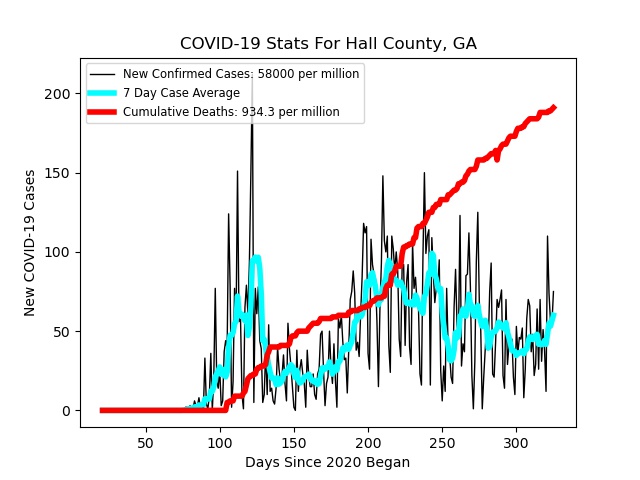 COVID-19 Stats For Hall County, GA
New Confirmed Cases: 58000 per million
7 Day Case Average
Cumulative Deaths: 934.3 per million
New COVID-19 Cases
200
150
100
50
0
50
100
150
200
250
300
Days Since 2020 Began